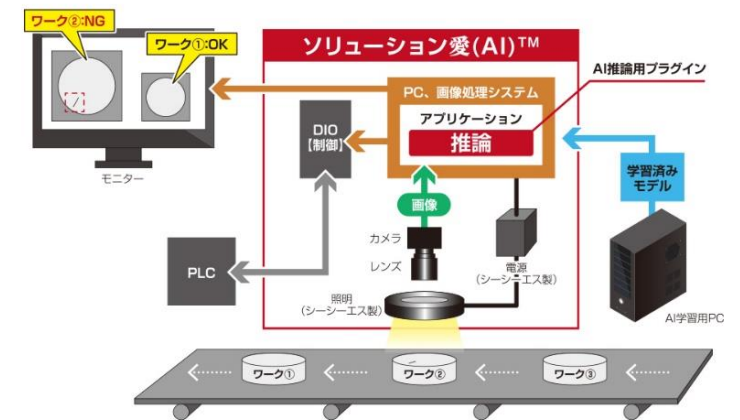 ワーク②:NG
ワーク①:OK
モニター
ソリューション愛(AI)™
PC、画像処理システム
アプリケーション
推論
AI推論用プラグイン
DIO
【制御】
画像
学習済み
モデル
カメラ
レンズ
PLC
電源
(シーシーエス製)
照明
(シーシーエス製)
AI学習用PC
ワーク①
ワーク②
ワーク③